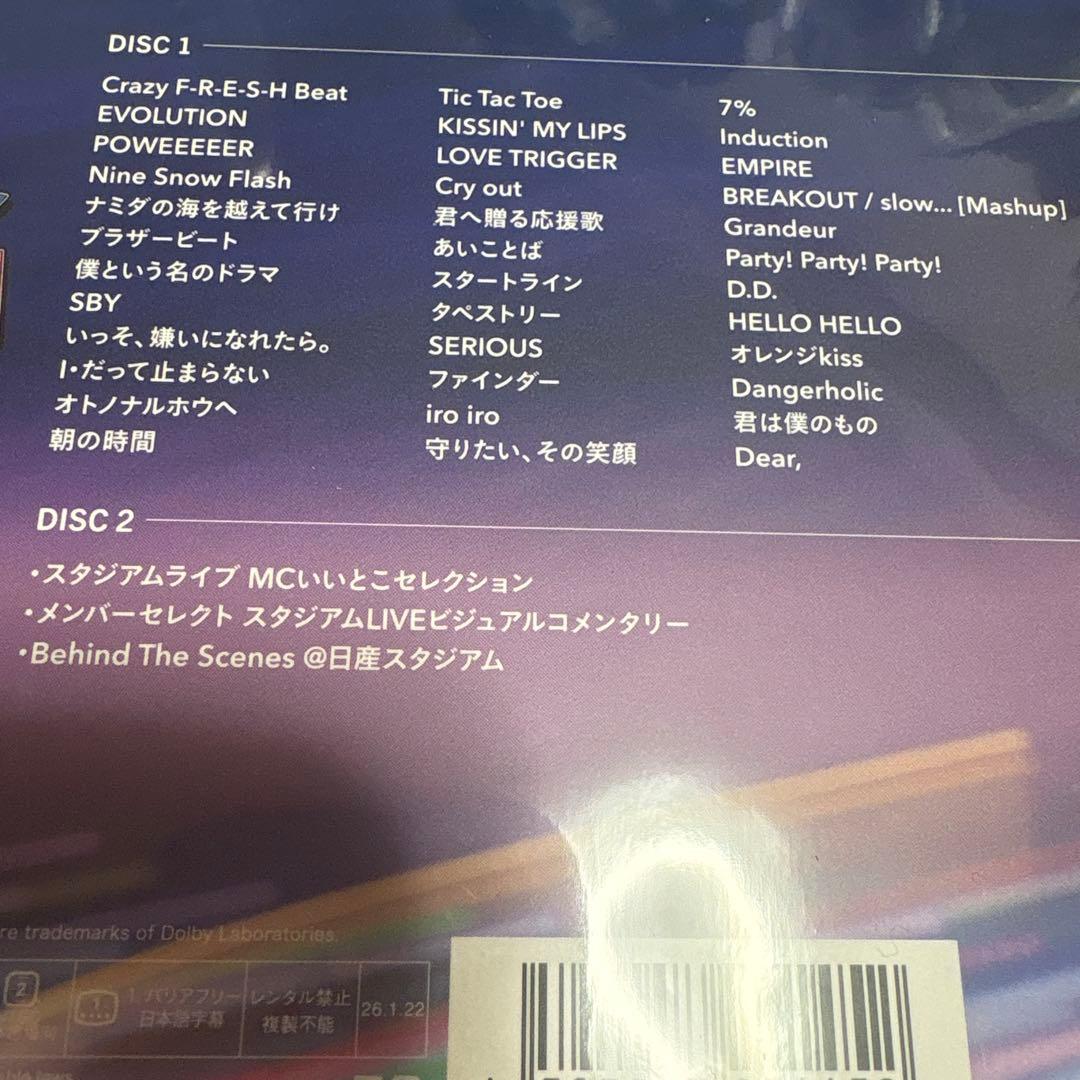 DISC 1
Crazy F-R-E-S-H Beat
EVOLUTION
POWEEEEER
Nine Snow Flash
ナミダの海を越えて行け
ブラザービート
僕という名のドラマ
SBY
いっそ、嫌いになれたら。
I・だって止まらない
オトノナルホウへ
朝の時間
Tic Tac Toe
KISSIN' MY LIPS
LOVE TRIGGER
Cry out
君へ贈る応援歌
あいことば
スタートライン
タペストリー
SERIOUS
ファインダー
iro iro
守りたい、その笑顔
7%
Induction
EMPIRE
BREAKOUT / slow... [Mashup]
Grandeur
Party! Party! Party!
D.D.
HELLO HELLO
オレンジkiss
Dangerholic
君は僕のもの
Dear,
DISC 2
・スタジアムライブ MCいいとこセレクション
・メンバーセレクト スタジアムLIVEビジュアルコメンタリー
・Behind The Scenes @日産スタジアム
trademarks of Dolby Laboratories.
2
1
1. バリアフリー
日本語字幕
レンタル禁止
複製不能
26.1.22